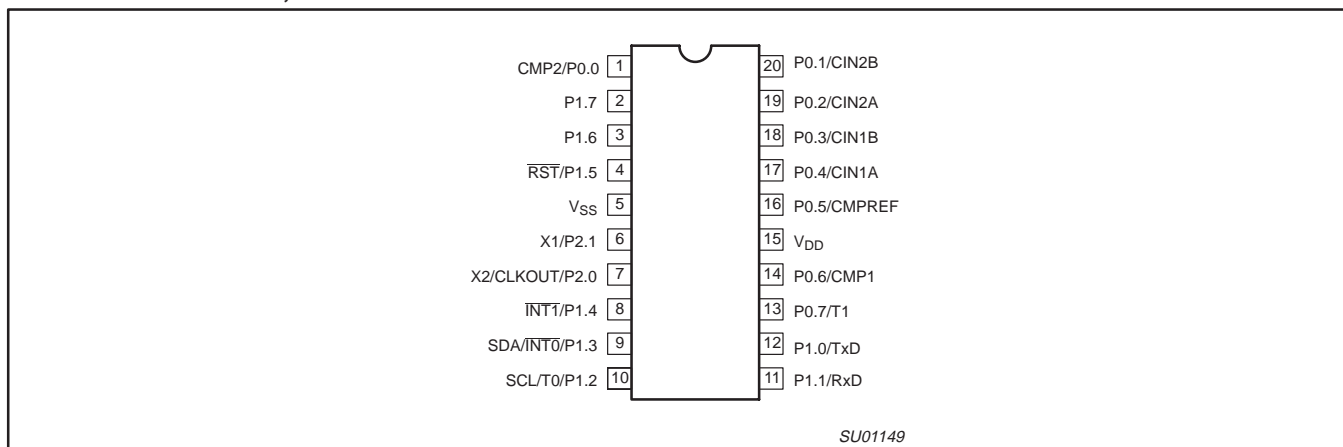 CMP2/P0.0 1 20 P0.1/CIN2B
P1.7 2 19 P0.2/CIN2A
P1.6 3 18 P0.3/CIN1B
R̅S̅T̅/P1.5 4 17 P0.4/CIN1A
VSS 5 16 P0.5/CMPREF
X1/P2.1 6 15 VDD
X2/CLKOUT/P2.0 7 14 P0.6/CMP1
I̅N̅T̅1̅/P1.4 8 13 P0.7/T1
SDA/I̅N̅T̅0̅/P1.3 9 12 P1.0/TxD
SCL/T0/P1.2 10 11 P1.1/RxD
SU01149